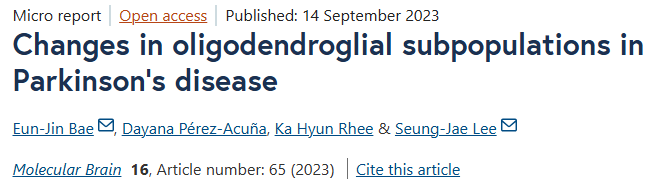 Micro report | Open access | Published: 14 September 2023
Changes in oligodendroglial subpopulations in
Parkinson's disease
Eun-Jin Bae, Dayana Pérez-Acuña, Ka Hyun Rhee & Seung-Jae Lee
Molecular Brain 16, Article number: 65 (2023) | Cite this article